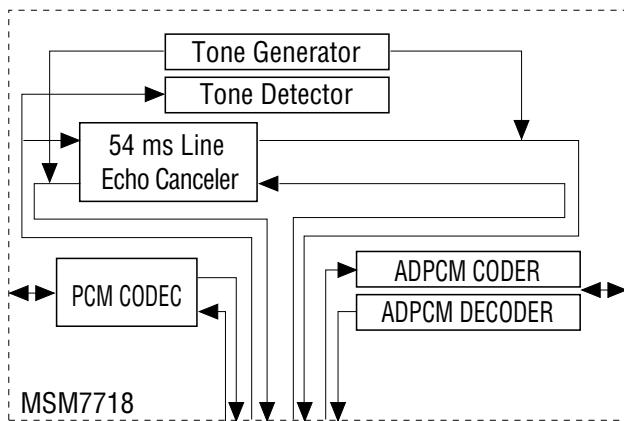 Tone Generator
Tone Detector
54 ms Line
Echo Canceler
PCM CODEC
ADPCM CODER
ADPCM DECODER
MSM7718